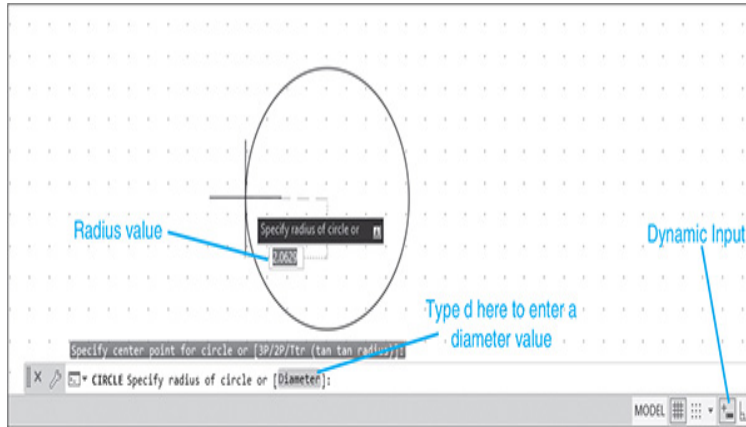 Specify radius of circle or
Radius value
2.0629
Dynamic Input
Type d here to enter a
diameter value
Specify center point for circle or [3P/2P/Ttr (tan tan radius)]:
CIRCLE Specify radius of circle or [Diameter]:
MODEL